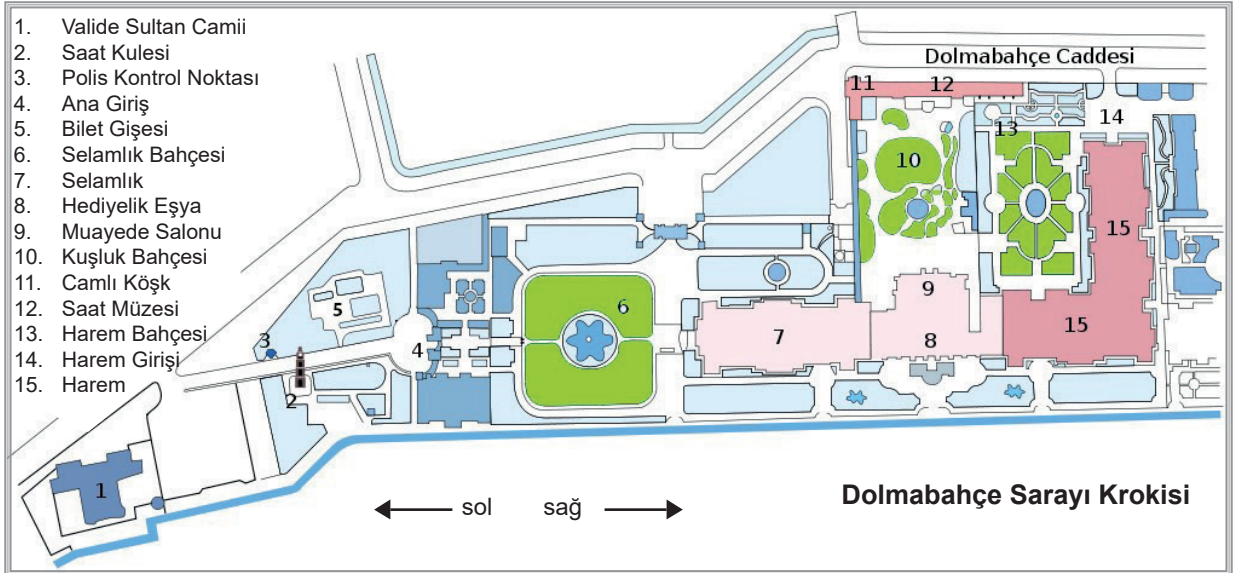 1. Valide Sultan Camii
2. Saat Kulesi
3. Polis Kontrol Noktası
4. Ana Giriş
5. Bilet Gişesi
6. Selamlık Bahçesi
7. Selamlık
8. Hediyelik Eşya
9. Muayede Salonu
10. Kuşluk Bahçesi
11. Camlı Köşk
12. Saat Müzesi
13. Harem Bahçesi
14. Harem Girişi
15. Harem
Dolmabahçe Caddesi
11
12
14
13
10
15
9
6
5
7
15
3
4
8
2
1
sol sağ
Dolmabahçe Sarayı Krokisi